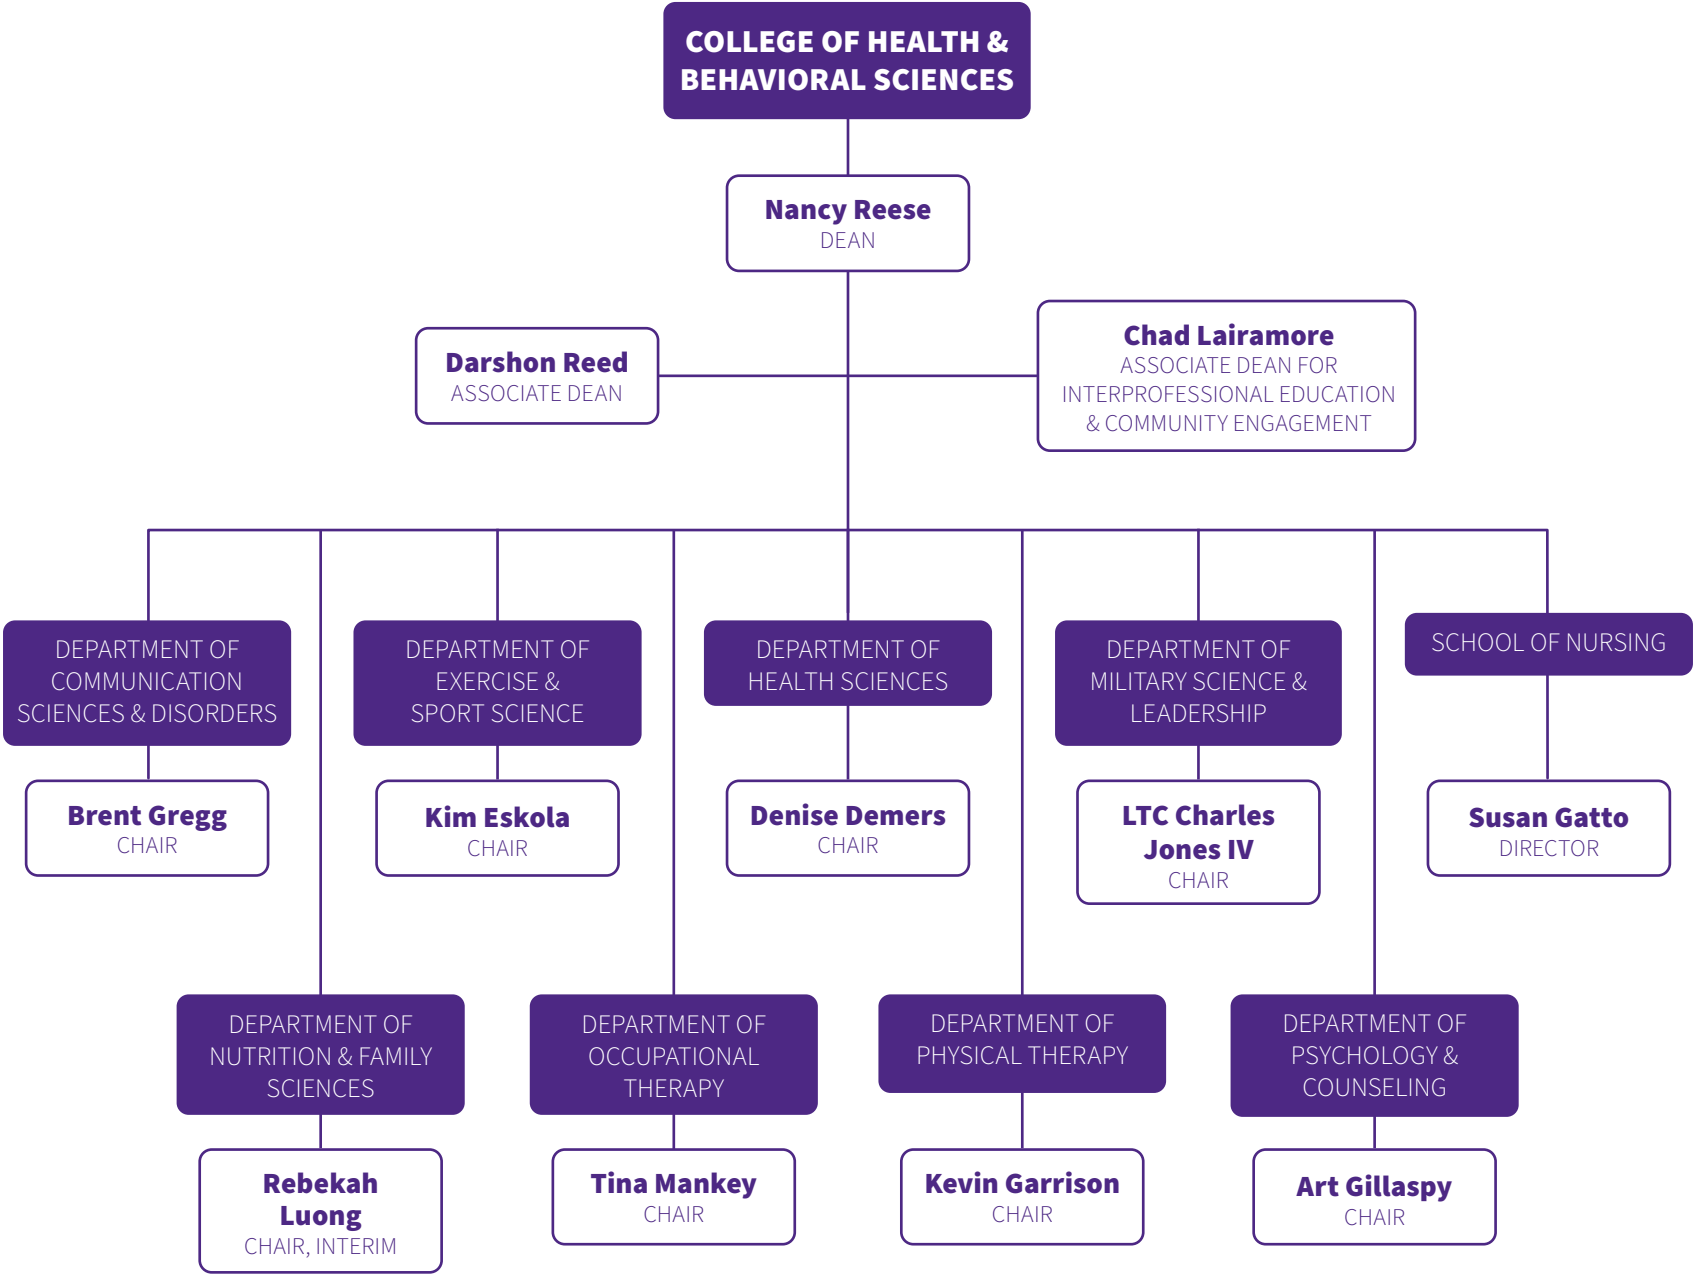 COLLEGE OF HEALTH &
BEHAVIORAL SCIENCES
Nancy Reese
DEAN
Darshon Reed
ASSOCIATE DEAN
Chad Lairamore
ASSOCIATE DEAN FOR
INTERPROFESSIONAL EDUCATION
& COMMUNITY ENGAGEMENT
DEPARTMENT OF
COMMUNICATION
SCIENCES & DISORDERS
Brent Gregg
CHAIR
DEPARTMENT OF
EXERCISE &
SPORT SCIENCE
Kim Eskola
CHAIR
DEPARTMENT OF
HEALTH SCIENCES
Denise Demers
CHAIR
DEPARTMENT OF
MILITARY SCIENCE &
LEADERSHIP
LTC Charles
Jones IV
CHAIR
SCHOOL OF NURSING
Susan Gatto
DIRECTOR
DEPARTMENT OF
NUTRITION & FAMILY
SCIENCES
Rebekah
Luong
CHAIR, INTERIM
DEPARTMENT OF
OCCUPATIONAL
THERAPY
Tina Mankey
CHAIR
DEPARTMENT OF
PHYSICAL THERAPY
Kevin Garrison
CHAIR
DEPARTMENT OF
PSYCHOLOGY &
COUNSELING
Art Gillaspy
CHAIR